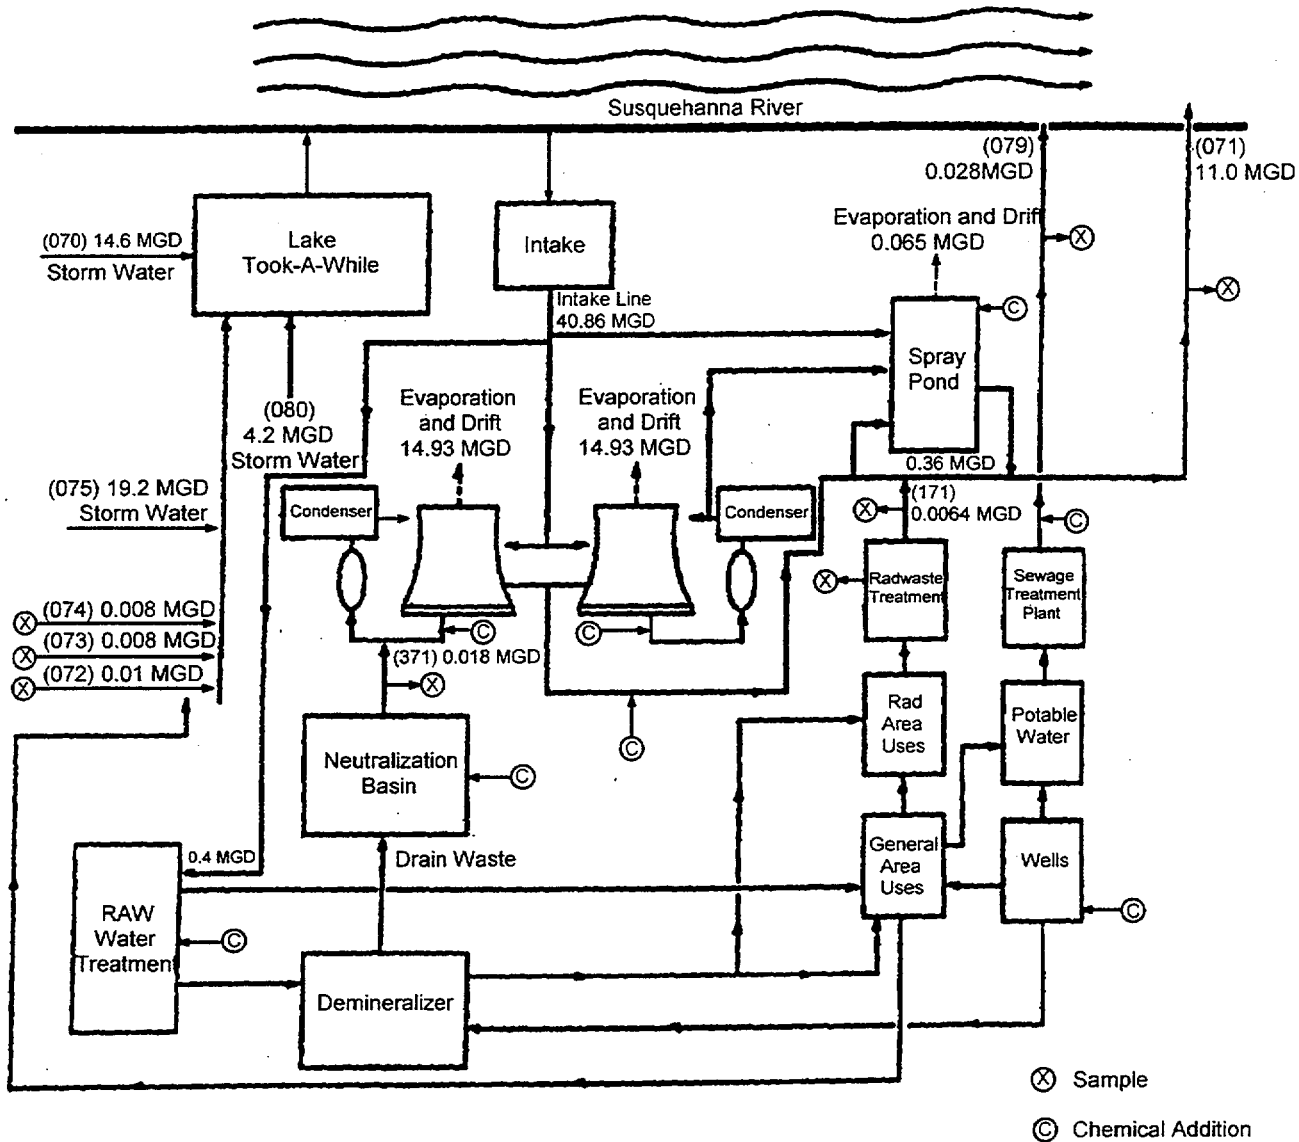 Susquehanna River
(079)
0.028MGD
(071)
11.0 MGD
Evaporation and Drift
0.065 MGD
X
X
(070) 14.6 MGD
Storm Water
Lake
Took-A-While
Intake
Intake Line
40.86 MGD
C
Spray
Pond
(080)
4.2 MGD
Storm Water
Evaporation
and Drift
14.93 MGD
Evaporation
and Drift
14.93 MGD
0.36 MGD
(075) 19.2 MGD
Storm Water
Condenser
Condenser
(171)
0.0064 MGD
X
C
X
Radwaste
Treatment
Sewage
Treatment
Plant
X
(074) 0.008 MGD
X
(073) 0.008 MGD
X
(072) 0.01 MGD
C
C
(371) 0.018 MGD
X
Rad
Area
Uses
Potable
Water
C
Neutralization
Basin
C
0.4 MGD
Drain Waste
General
Area
Uses
Wells
C
RAW
Water
Treatment
C
Demineralizer
X Sample
C Chemical Addition